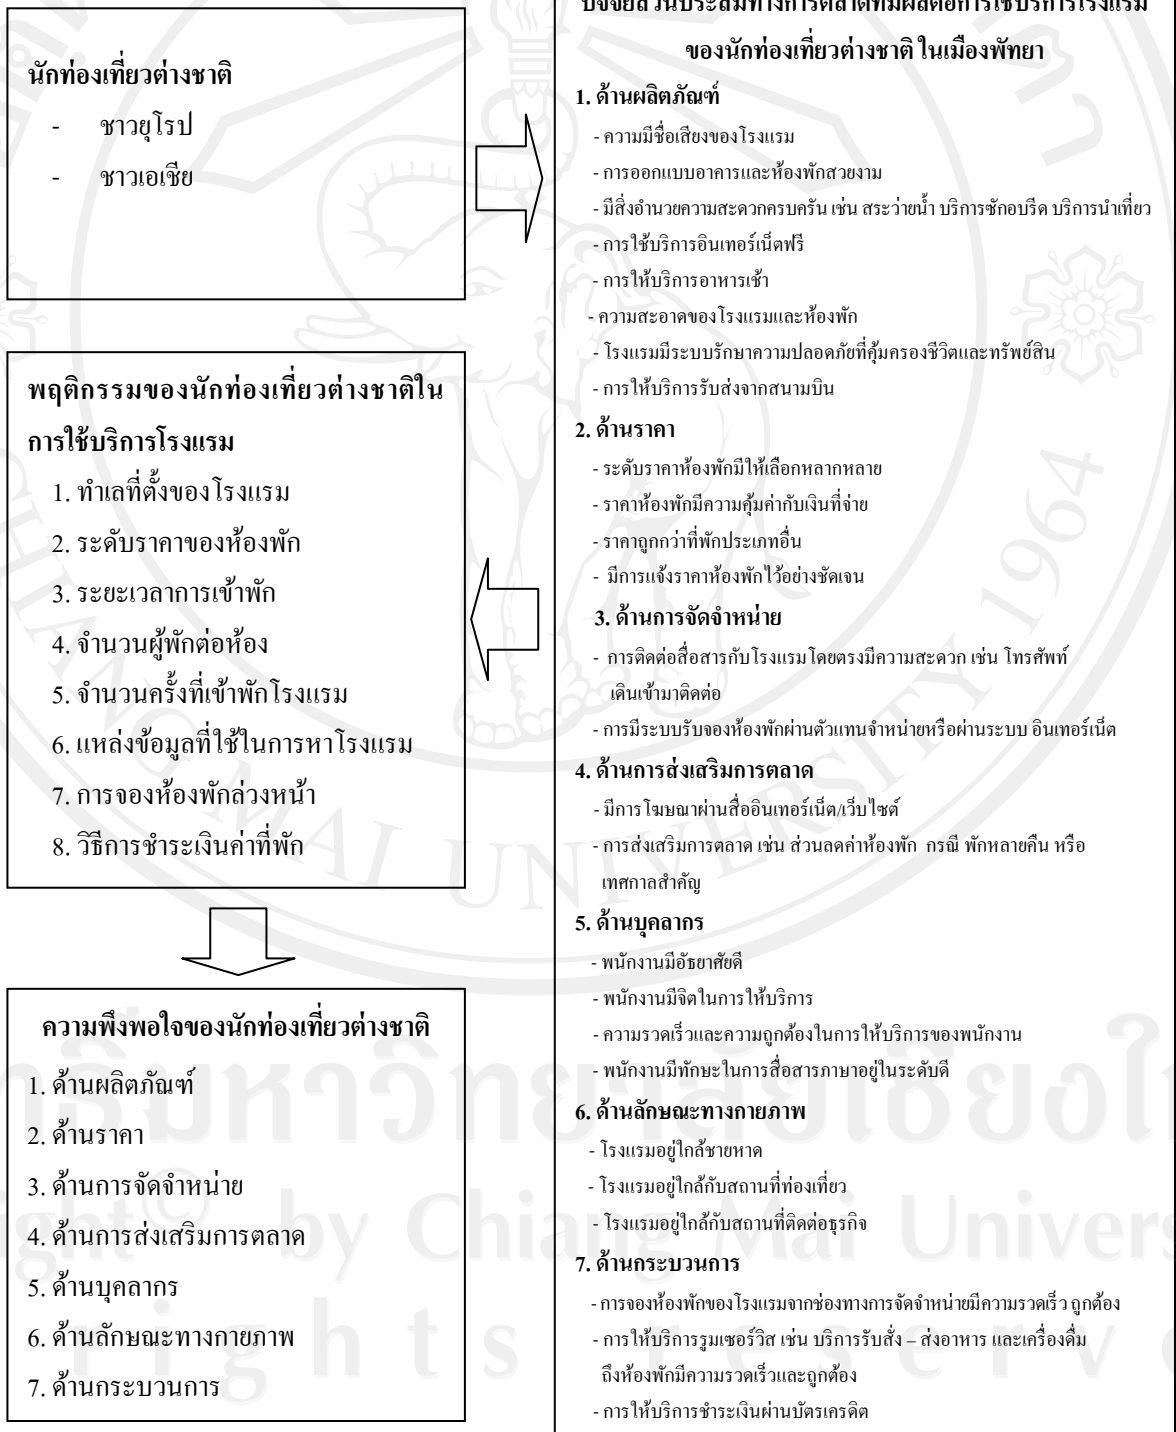 นักท่องเที่ยวต่างชาติ
- ชาวยุโรป
- ชาวเอเชีย
พฤติกรรมของนักท่องเที่ยวต่างชาติใน
การใช้บริการโรงแรม
1. ทำเลที่ตั้งของโรงแรม
2. ระดับราคาของห้องพัก
3. ระยะเวลาการเข้าพัก
4. จำนวนผู้พักต่อห้อง
5. จำนวนครั้งที่เข้าพักโรงแรม
6. แหล่งข้อมูลที่ใช้ในการหาโรงแรม
7. การจองห้องพักล่วงหน้า
8. วิธีการชำระเงินค่าที่พัก
ความพึงพอใจของนักท่องเที่ยวต่างชาติ
1. ด้านผลิตภัณฑ์
2. ด้านราคา
3. ด้านการจัดจำหน่าย
4. ด้านการส่งเสริมการตลาด
5. ด้านบุคลากร
6. ด้านลักษณะทางกายภาพ
7. ด้านกระบวนการ
ปัจจัยส่วนประสมทางการตลาดที่มีผลต่อการใช้บริการโรงแรม
ของนักท่องเที่ยวต่างชาติ ในเมืองพัทยา
1. ด้านผลิตภัณฑ์
- ความมีชื่อเสียงของโรงแรม
- การออกแบบอาคารและห้องพักสวยงาม
- มีสิ่งอำนวยความสะดวกครบครัน เช่น สระว่ายน้ำ บริการซักอบรีด บริการนำเที่ยว
- การใช้บริการอินเทอร์เน็ตฟรี
- การให้บริการอาหารเช้า
- ความสะอาดของโรงแรมและห้องพัก
- โรงแรมมีระบบรักษาความปลอดภัยที่คุ้มครองชีวิตและทรัพย์สิน
- การให้บริการรับส่งจากสนามบิน
2. ด้านราคา
- ระดับราคาห้องพักมีให้เลือกหลากหลาย
- ราคาห้องพักมีความคุ้มค่ากับเงินที่จ่าย
- ราคาถูกกว่าที่พักประเภทอื่น
- มีการแจ้งราคาห้องพักไว้อย่างชัดเจน
3. ด้านการจัดจำหน่าย
- การติดต่อสื่อสารกับโรงแรมโดยตรงมีความสะดวก เช่น โทรศัพท์
เดินเข้ามาติดต่อ
- การมีระบบรับจองห้องพักผ่านตัวแทนจำหน่ายหรือผ่านระบบ อินเทอร์เน็ต
4. ด้านการส่งเสริมการตลาด
- มีการโฆษณาผ่านสื่ออินเทอร์เน็ต/เว็บไซต์
- การส่งเสริมการตลาด เช่น ส่วนลดค่าห้องพัก กรณี พักหลายคืน หรือ
เทศกาลสำคัญ
5. ด้านบุคลากร
- พนักงานมีอัธยาศัยดี
- พนักงานมีจิตในการให้บริการ
- ความรวดเร็วและความถูกต้องในการให้บริการของพนักงาน
- พนักงานมีทักษะในการสื่อสารภาษาอยู่ในระดับดี
6. ด้านลักษณะทางกายภาพ
- โรงแรมอยู่ใกล้ชายหาด
- โรงแรมอยู่ใกล้กับสถานที่ท่องเที่ยว
- โรงแรมอยู่ใกล้กับสถานที่ติดต่อธุรกิจ
7. ด้านกระบวนการ
- การจองห้องพักของโรงแรมจากช่องทางการจัดจำหน่ายมีความรวดเร็ว ถูกต้อง
- การให้บริการรูมเซอร์วิส เช่น บริการรับสั่ง – ส่งอาหาร และเครื่องดื่ม
ถึงห้องพักมีความรวดเร็วและถูกต้อง
- การให้บริการชำระเงินผ่านบัตรเครดิต
CHIANG MAI UNIVERSITY 1964
by Chiang Mai Univers
rights reserv